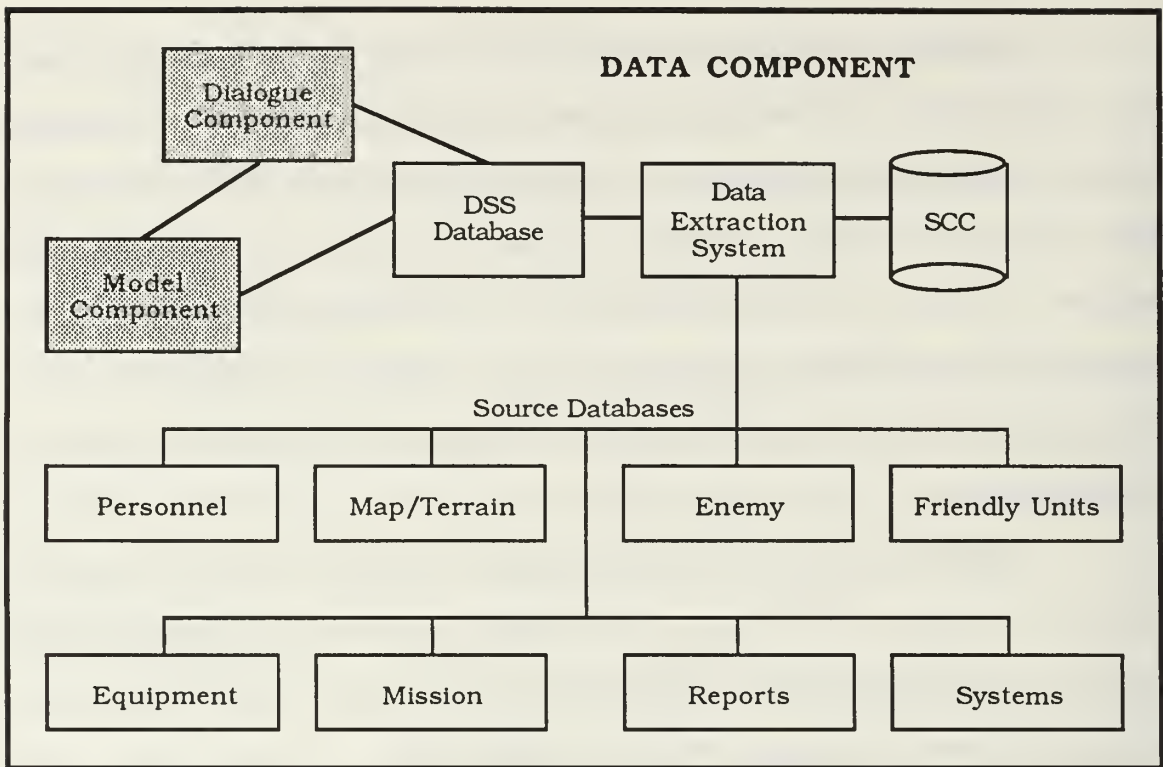 DATA COMPONENT
Dialogue
Component
DSS
Database
Data
Extraction
System
SCC
Model
Component
Source Databases
Personnel
Map/Terrain
Enemy
Friendly Units
Equipment
Mission
Reports
Systems